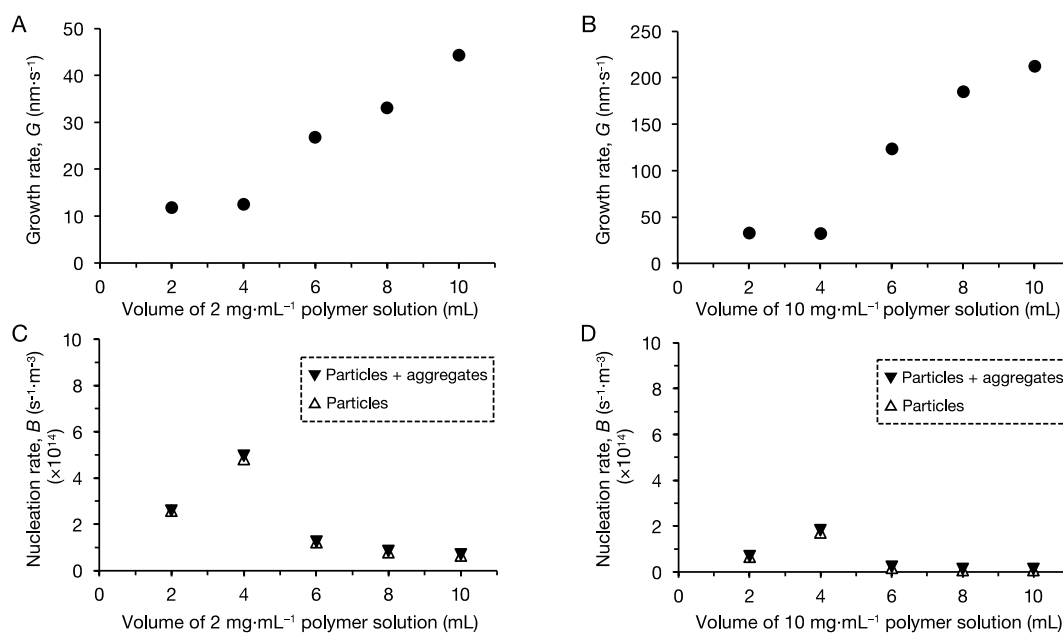 A
Growth rate, G (nm·s⁻¹)
50
40
30
20
10
0
0 2 4 6 8 10
Volume of 2 mg·mL⁻¹ polymer solution (mL)
B
Growth rate, G (nm·s⁻¹)
250
200
150
100
50
0
0 2 4 6 8 10
Volume of 10 mg·mL⁻¹ polymer solution (mL)
C
Nucleation rate, B (s⁻¹·m⁻³)
(×10¹⁴)
10
8
6
4
2
0
Particles + aggregates
Particles
0 2 4 6 8 10
Volume of 2 mg·mL⁻¹ polymer solution (mL)
D
Nucleation rate, B (s⁻¹·m⁻³)
(×10¹⁴)
10
8
6
4
2
0
Particles + aggregates
Particles
0 2 4 6 8 10
Volume of 10 mg·mL⁻¹ polymer solution (mL)